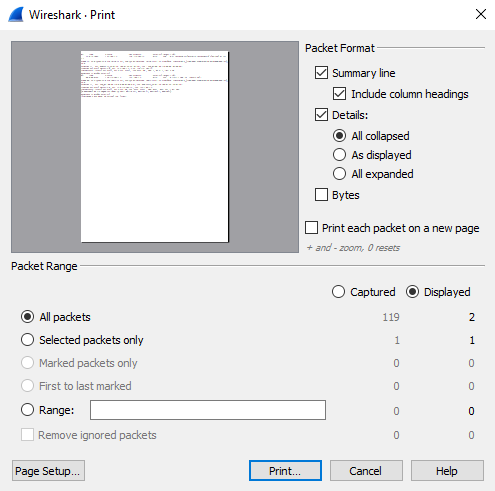 Wireshark · Print
Packet Format
Summary line
Include column headings
Details:
All collapsed
As displayed
All expanded
Bytes
Print each packet on a new page
+ and - zoom, 0 resets
Packet Range
Captured Displayed
All packets 119 2
Selected packets only 1 1
Marked packets only 0 0
First to last marked 0 0
Range: 0 0
Remove ignored packets 0 0
Page Setup... Print... Cancel Help